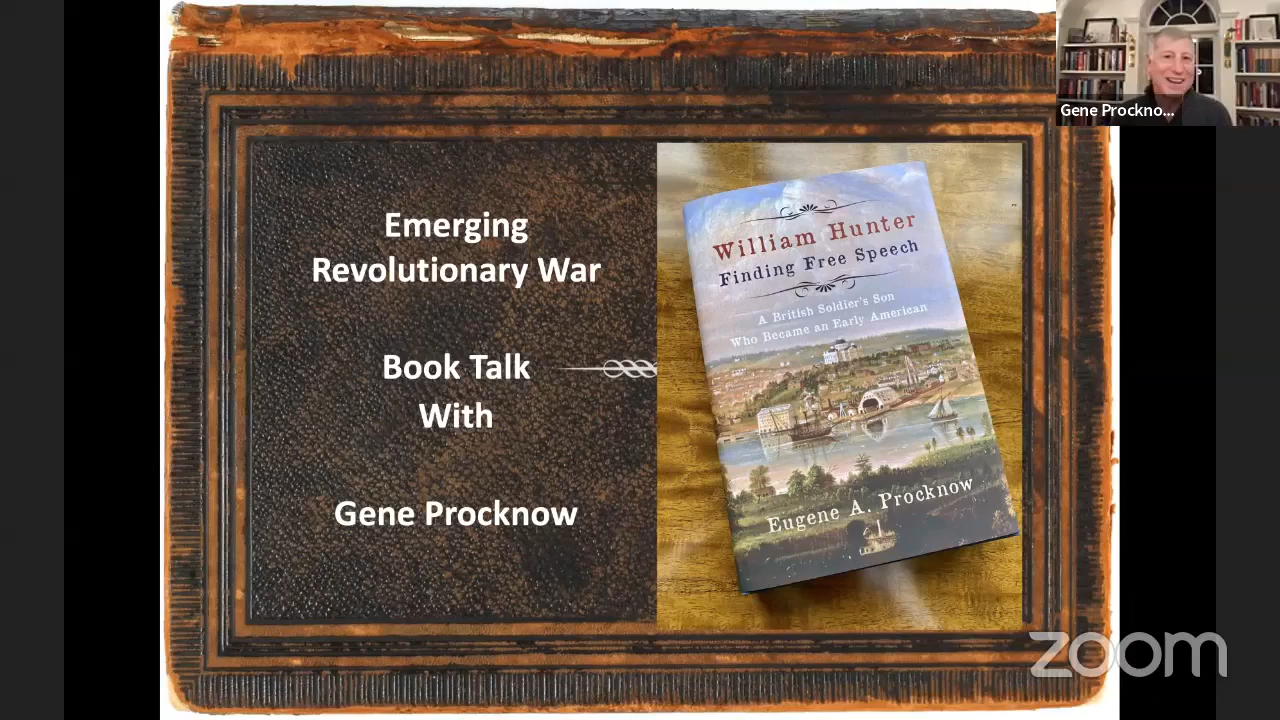 Emerging
Revolutionary War
Book Talk
With
Gene Procknow
William Hunter
Finding Free Speech
A British Soldier's Son
Who Became an Early American
Eugene A. Procknow
Gene Prockno...
zoom